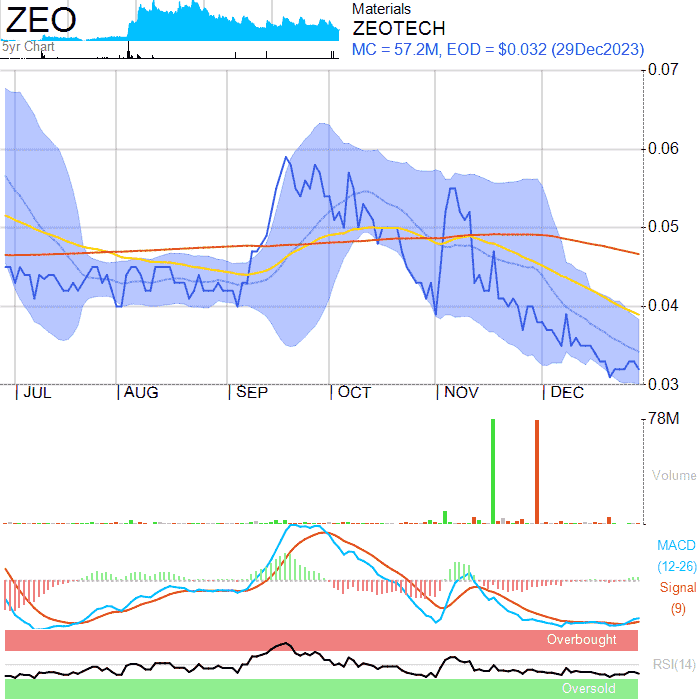 ZEO
5yr Chart
Materials
ZEOTECH
MC = 57.2M, EOD = $0.032 (29Dec2023)
0.07
0.06
0.05
0.04
0.03
JUL AUG SEP OCT NOV DEC
78M
Volume
MACD
(12-26)
Signal
(9)
Overbought
RSI(14)
Oversold